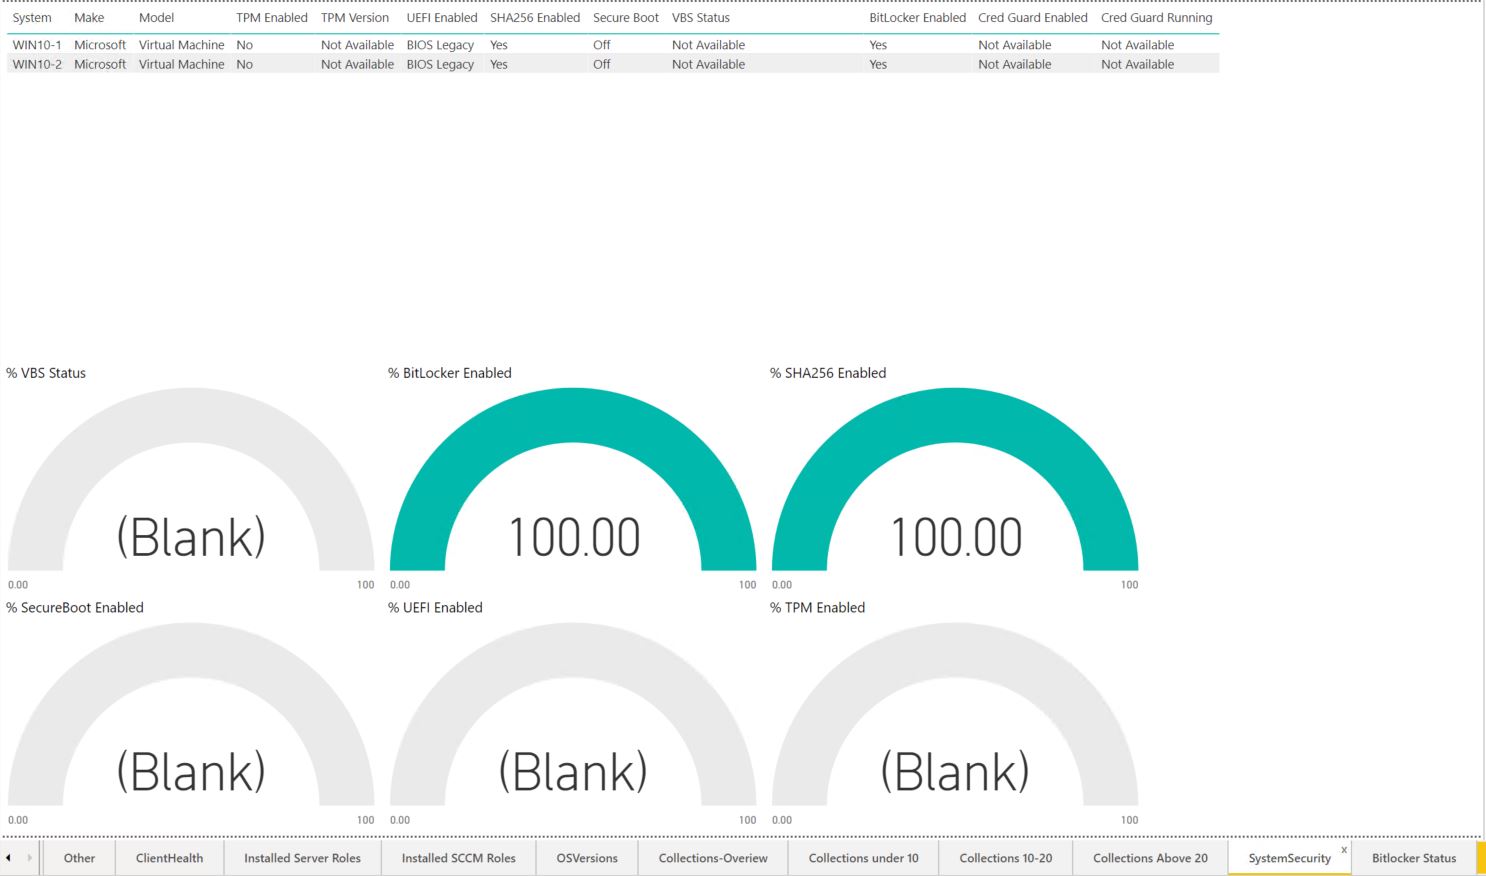 System Make Model TPM Enabled TPM Version UEFI Enabled SHA256 Enabled Secure Boot VBS Status BitLocker Enabled Cred Guard Enabled Cred Guard Running
WIN10-1 Microsoft Virtual Machine No Not Available BIOS Legacy Yes Off Not Available Yes Not Available Not Available
WIN10-2 Microsoft Virtual Machine No Not Available BIOS Legacy Yes Off Not Available Yes Not Available Not Available
% VBS Status % BitLocker Enabled % SHA256 Enabled
(Blank) 100.00 100.00
0.00 100 0.00 100 0.00 100
% SecureBoot Enabled % UEFI Enabled % TPM Enabled
(Blank) (Blank) (Blank)
0.00 100 0.00 100 0.00 100
Other ClientHealth Installed Server Roles Installed SCCM Roles OSVersions Collections-Overiew Collections under 10 Collections 10-20 Collections Above 20 SystemSecurity x Bitlocker Status